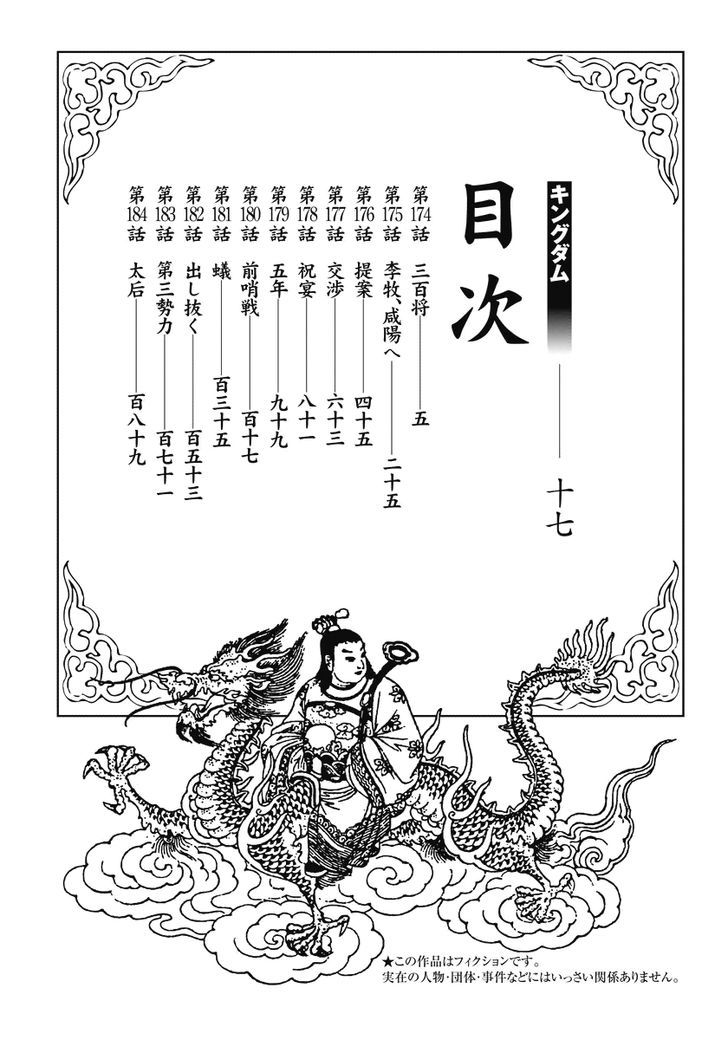 キングダム 十七
目次
第174話 三百将 五
第175話 李牧、咸陽へ 二十五
第176話 提案 四十五
第177話 交渉 六十三
第178話 祝宴 八十一
第179話 五年 九十九
第180話 前哨戦 百十七
第181話 蟻 百三十五
第182話 出し抜く 百五十三
第183話 第三勢力 百七十一
第184話 太后 百八十九
★この作品はフィクションです。
実在の人物・団体・事件などにはいっさい関係ありません。